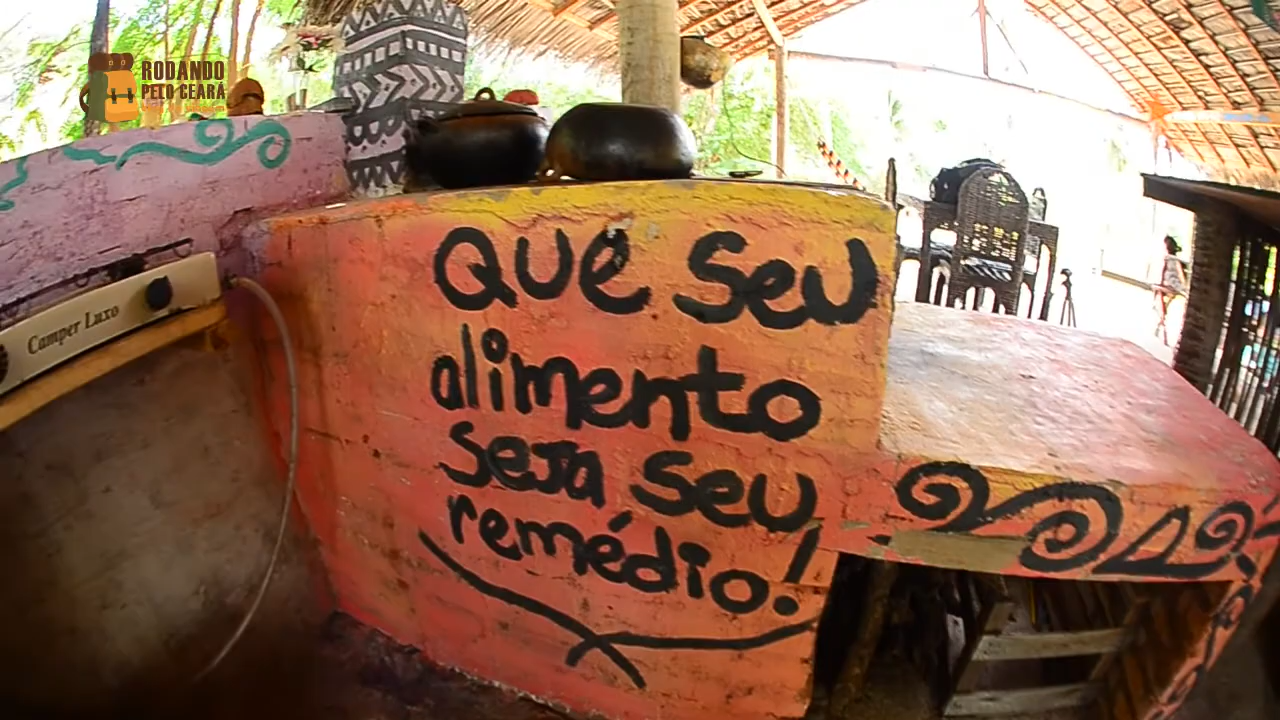 RODANDO
PELO CEARÁ
Camper Luxo
QUE SEU
alimento
SEJA SEU
remédio!